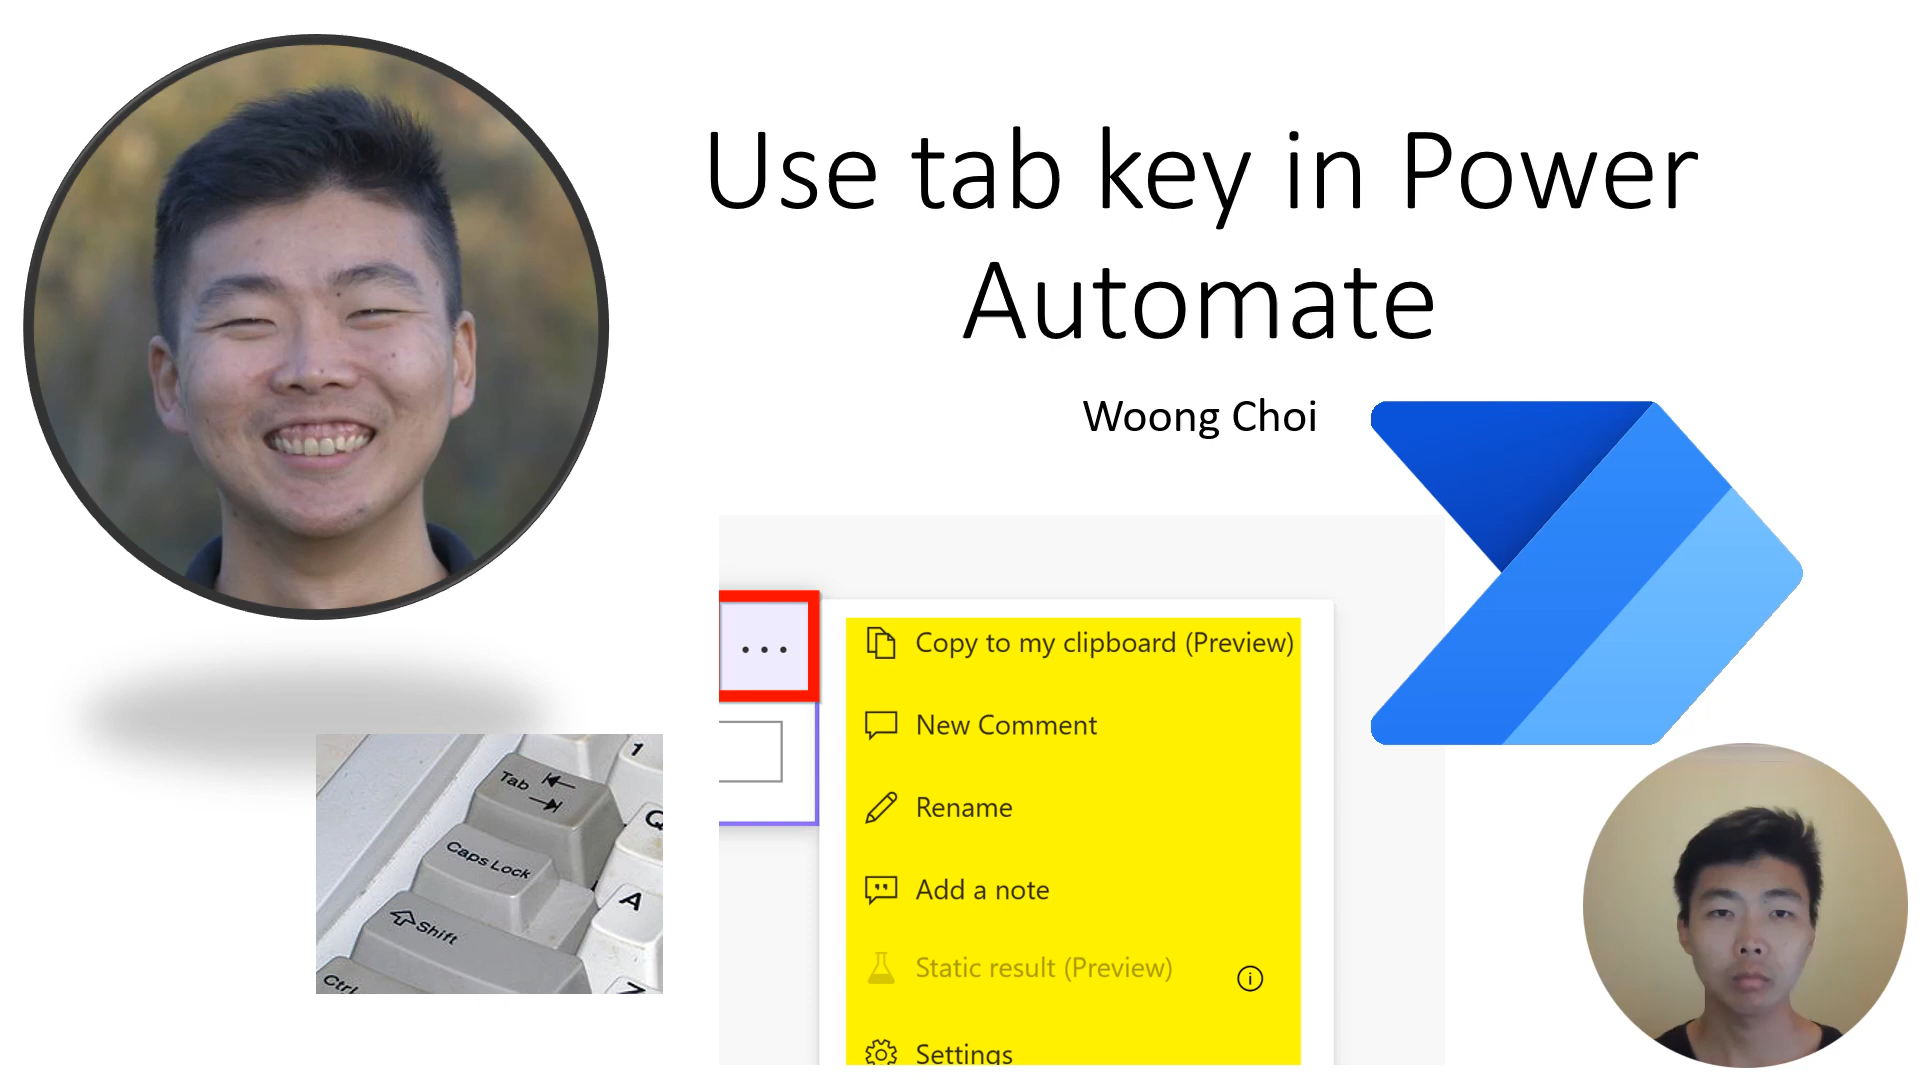 Use tab key in Power
Automate
Woong Choi
Copy to my clipboard (Preview)
New Comment
Rename
Add a note
Static result (Preview)
Settings
Tab
1
Q
Caps Lock
A
Shift
Z
Ctrl